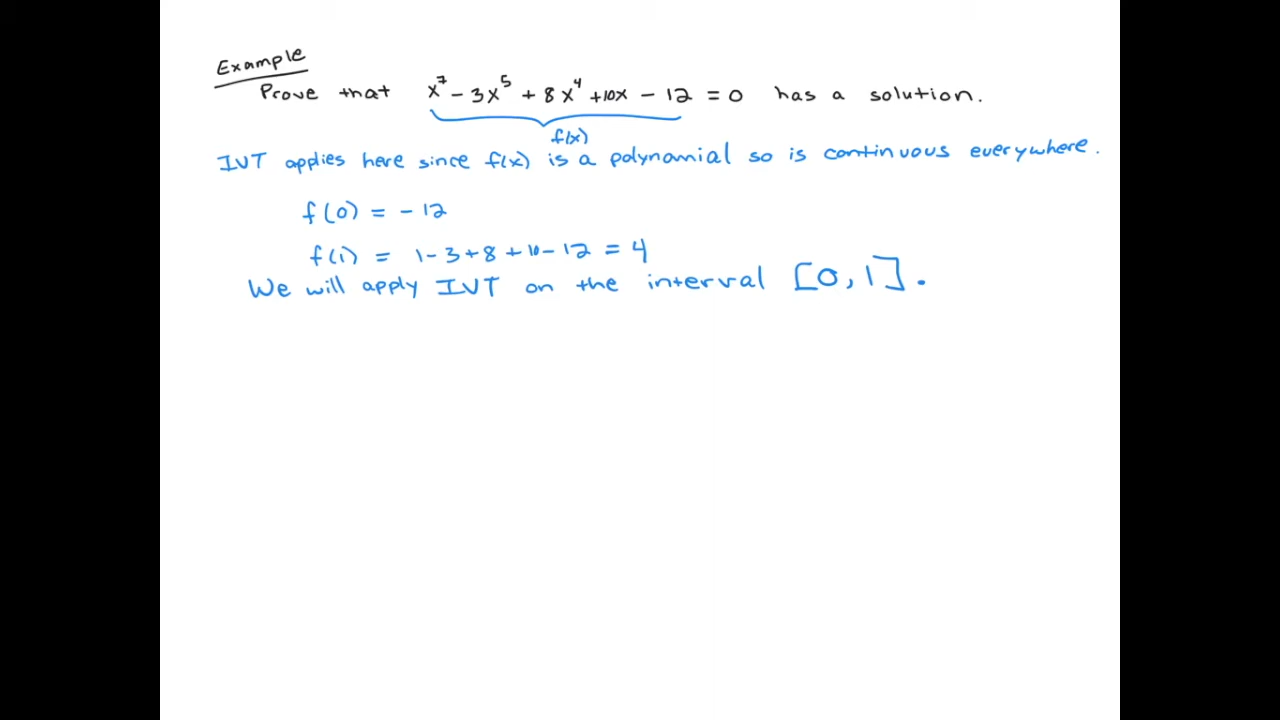 Example
Prove that x⁷ - 3x⁵ + 8x⁴ + 10x - 12 = 0 has a solution.
f(x)
IVT applies here since f(x) is a polynomial so is continuous everywhere.
f(0) = -12
f(1) = 1-3+8+10-12 = 4
We will apply IVT on the interval [0,1].